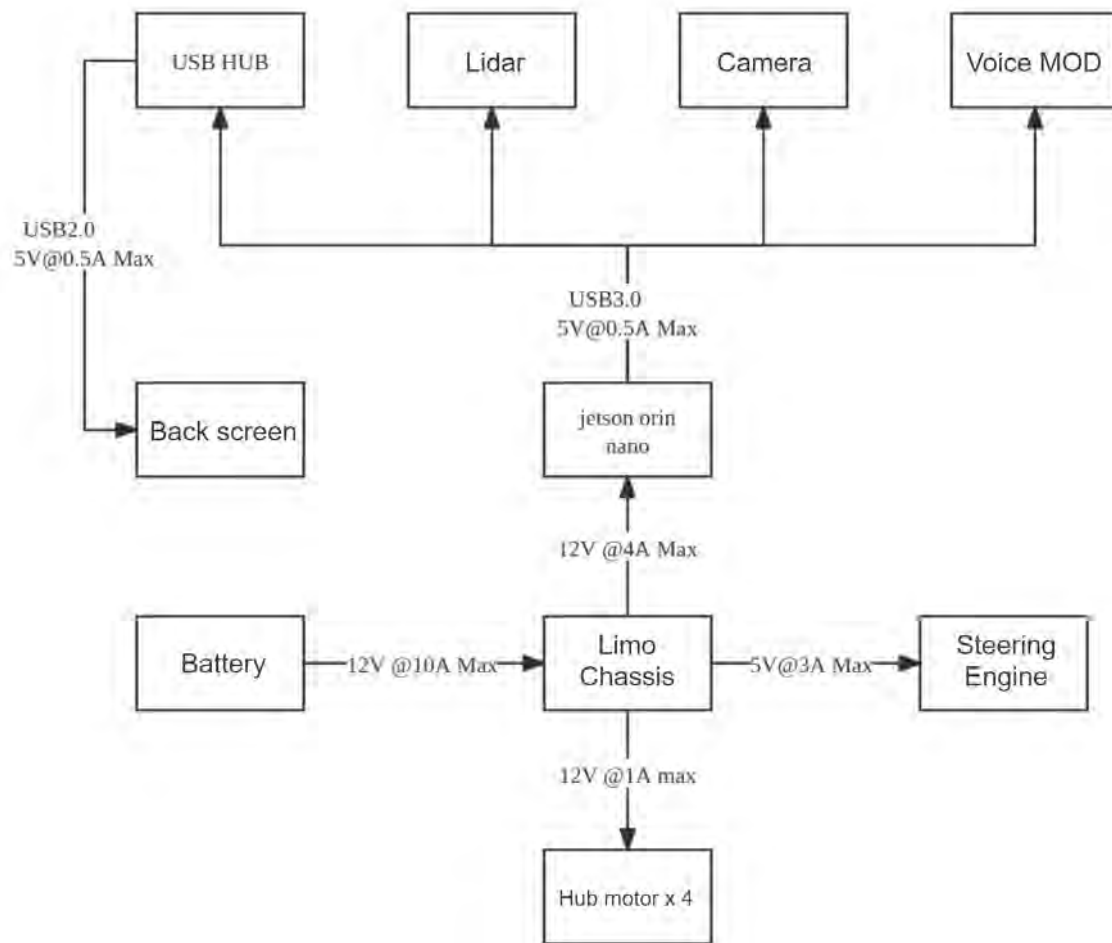 USB HUB
Lidar
Camera
Voice MOD
USB2.0
5V@0.5A Max
USB3.0
5V@0.5A Max
Back screen
jetson orin
nano
12V @4A Max
Battery
12V @10A Max
Limo
Chassis
5V@3A Max
Steering
Engine
12V @1A max
Hub motor x 4